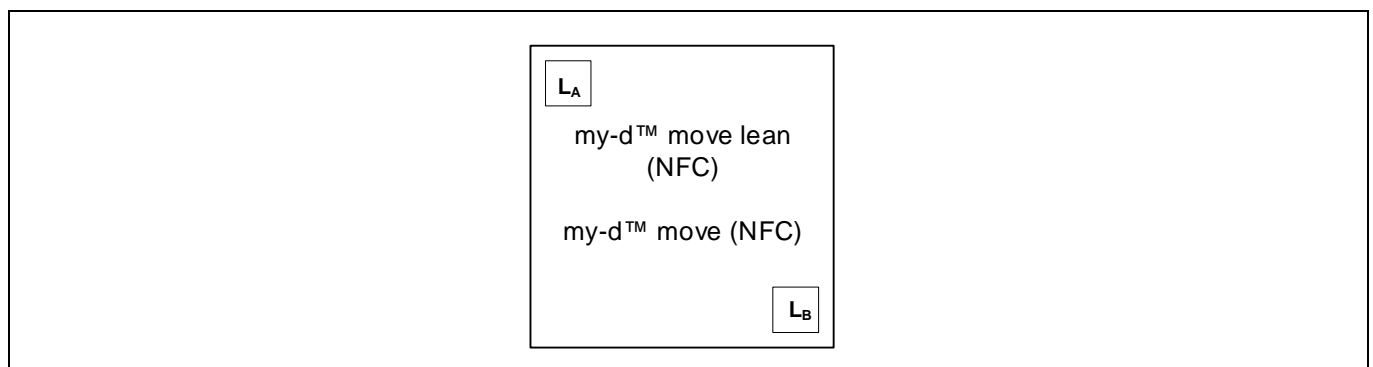 LA
my-d™ move lean
(NFC)
my-d™ move (NFC)
LB